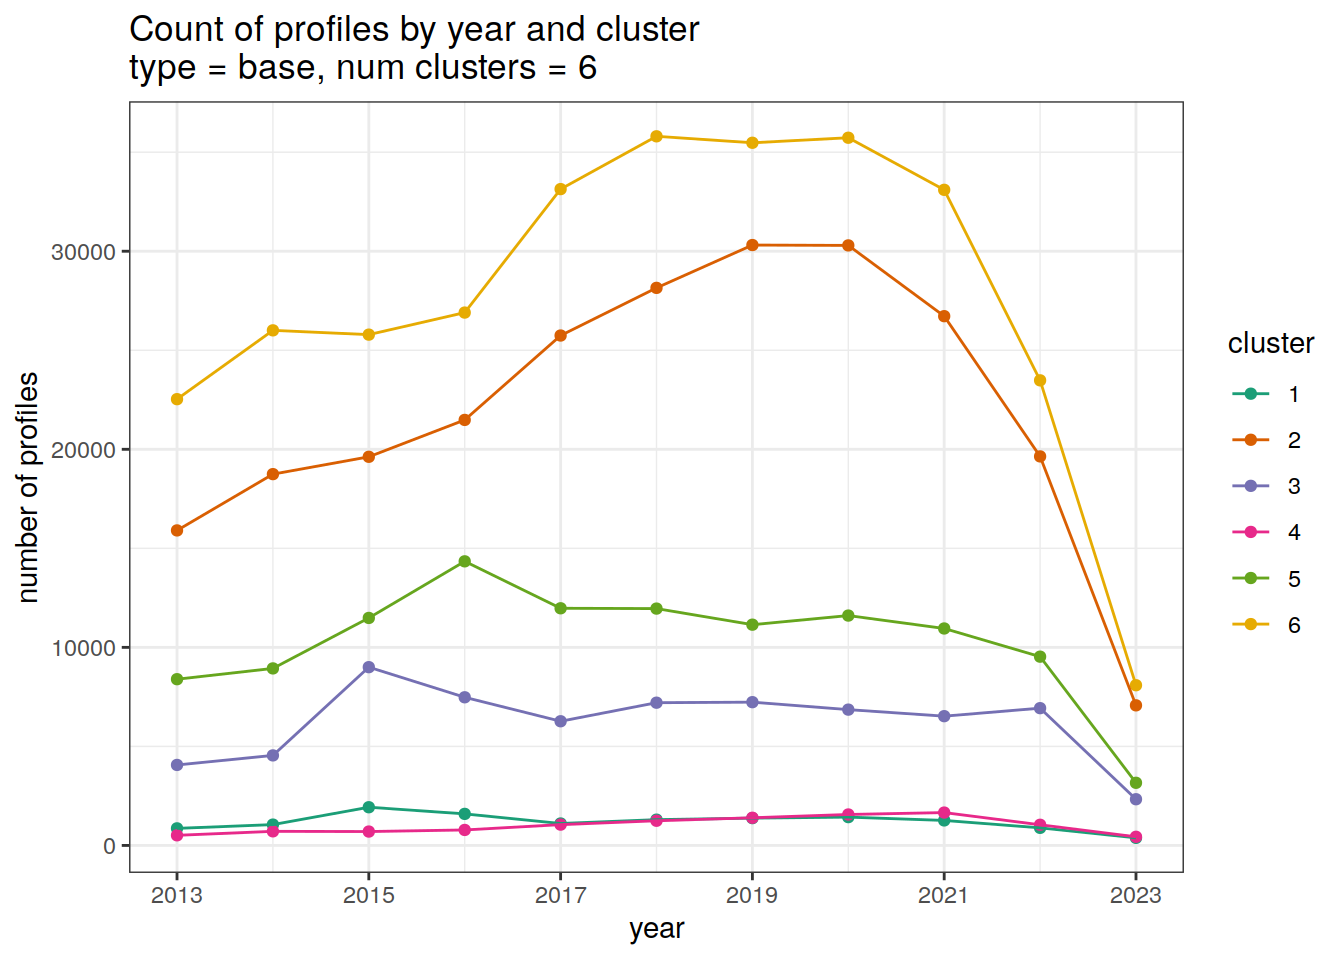 Count of profiles by year and cluster
type = base, num clusters = 6
number of profiles
30000
20000
10000
0
2013 2015 2017 2019 2021 2023
year
cluster
1
2
3
4
5
6